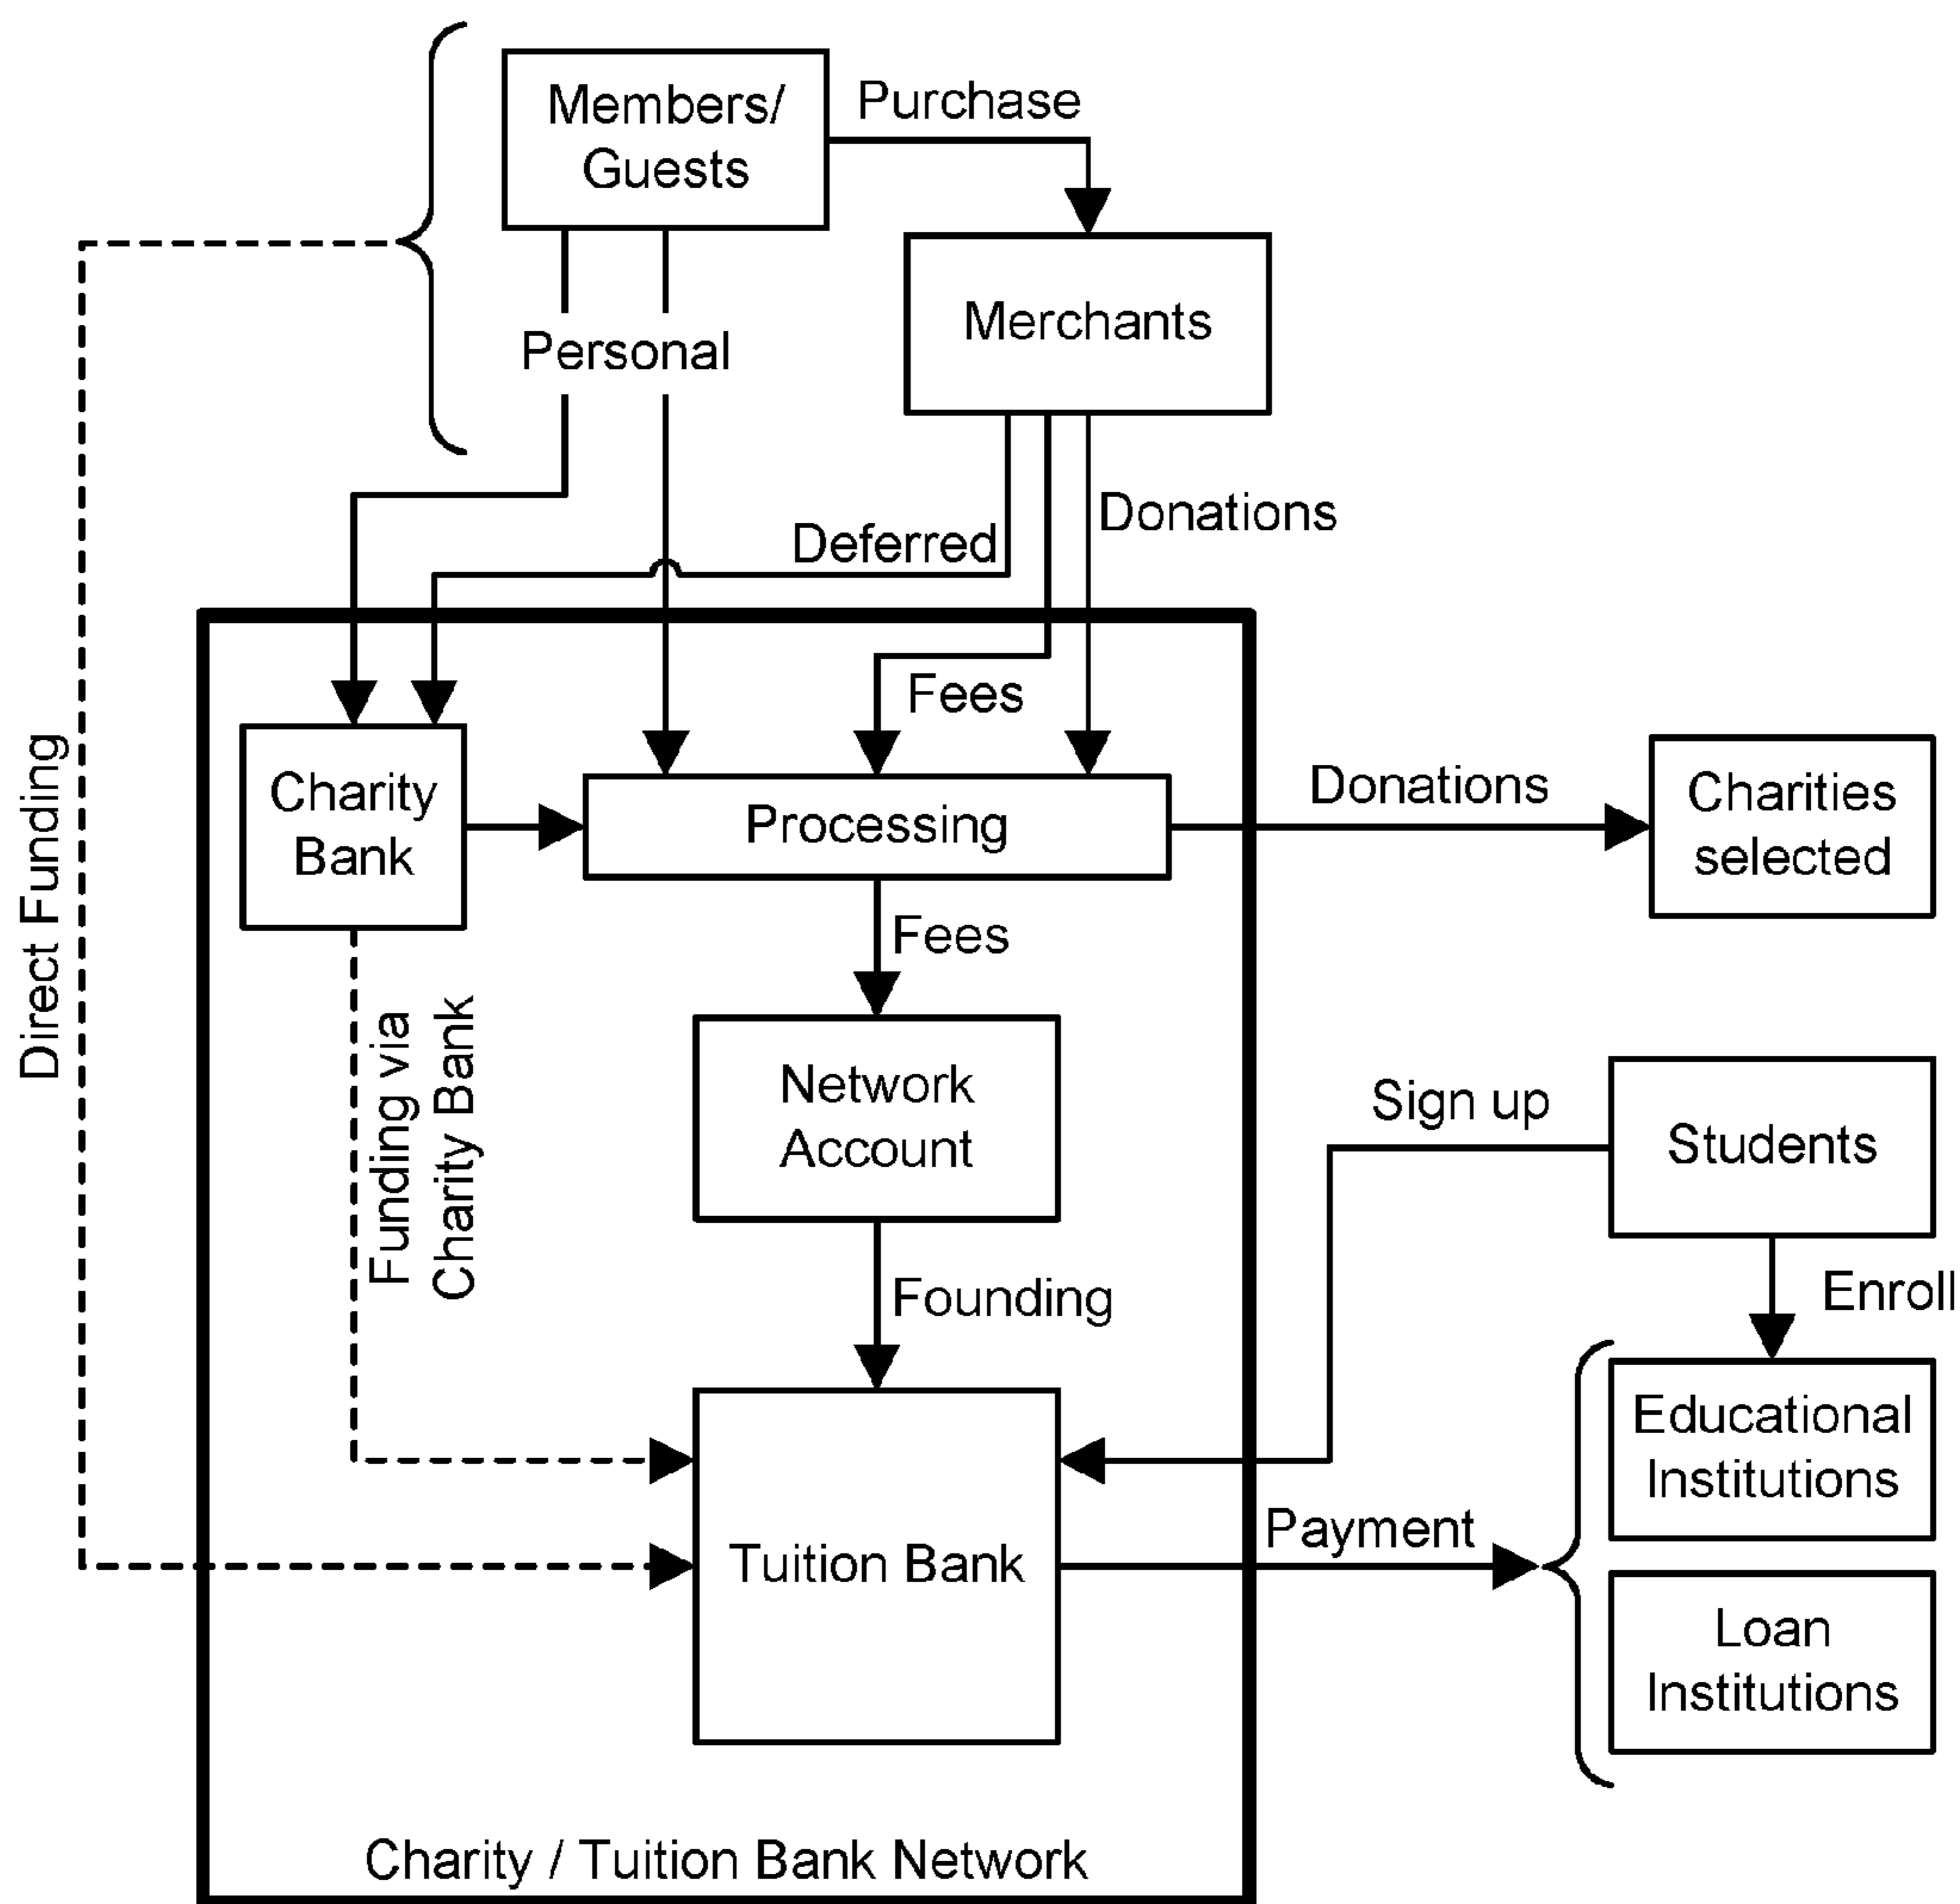 Members/
Guests
Purchase
Merchants
Personal
Donations
Deferred
Fees
Direct Funding
Charity
Bank
Processing
Donations
Charities
selected
Fees
Funding via
Charity Bank
Network
Account
Sign up
Students
Founding
Enroll
Educational
Institutions
Payment
Tuition Bank
Loan
Institutions
Charity / Tuition Bank Network